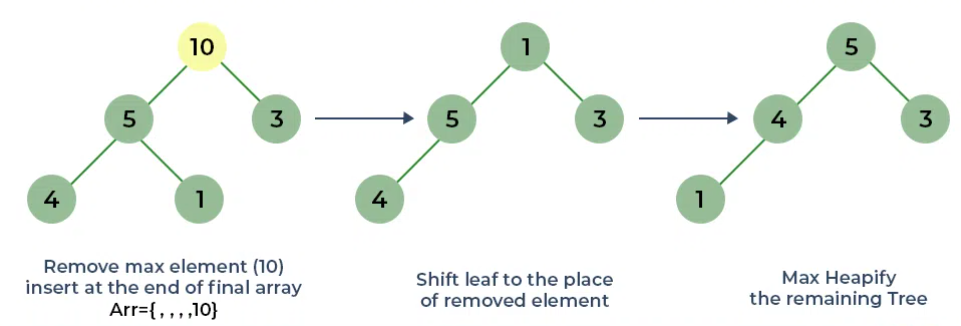 10
1
5
5
3
5
3
4
3
4
1
4
1
Remove max element (10)
insert at the end of final array
Arr={ , , , ,10}
Shift leaf to the place
of removed element
Max Heapify
the remaining Tree